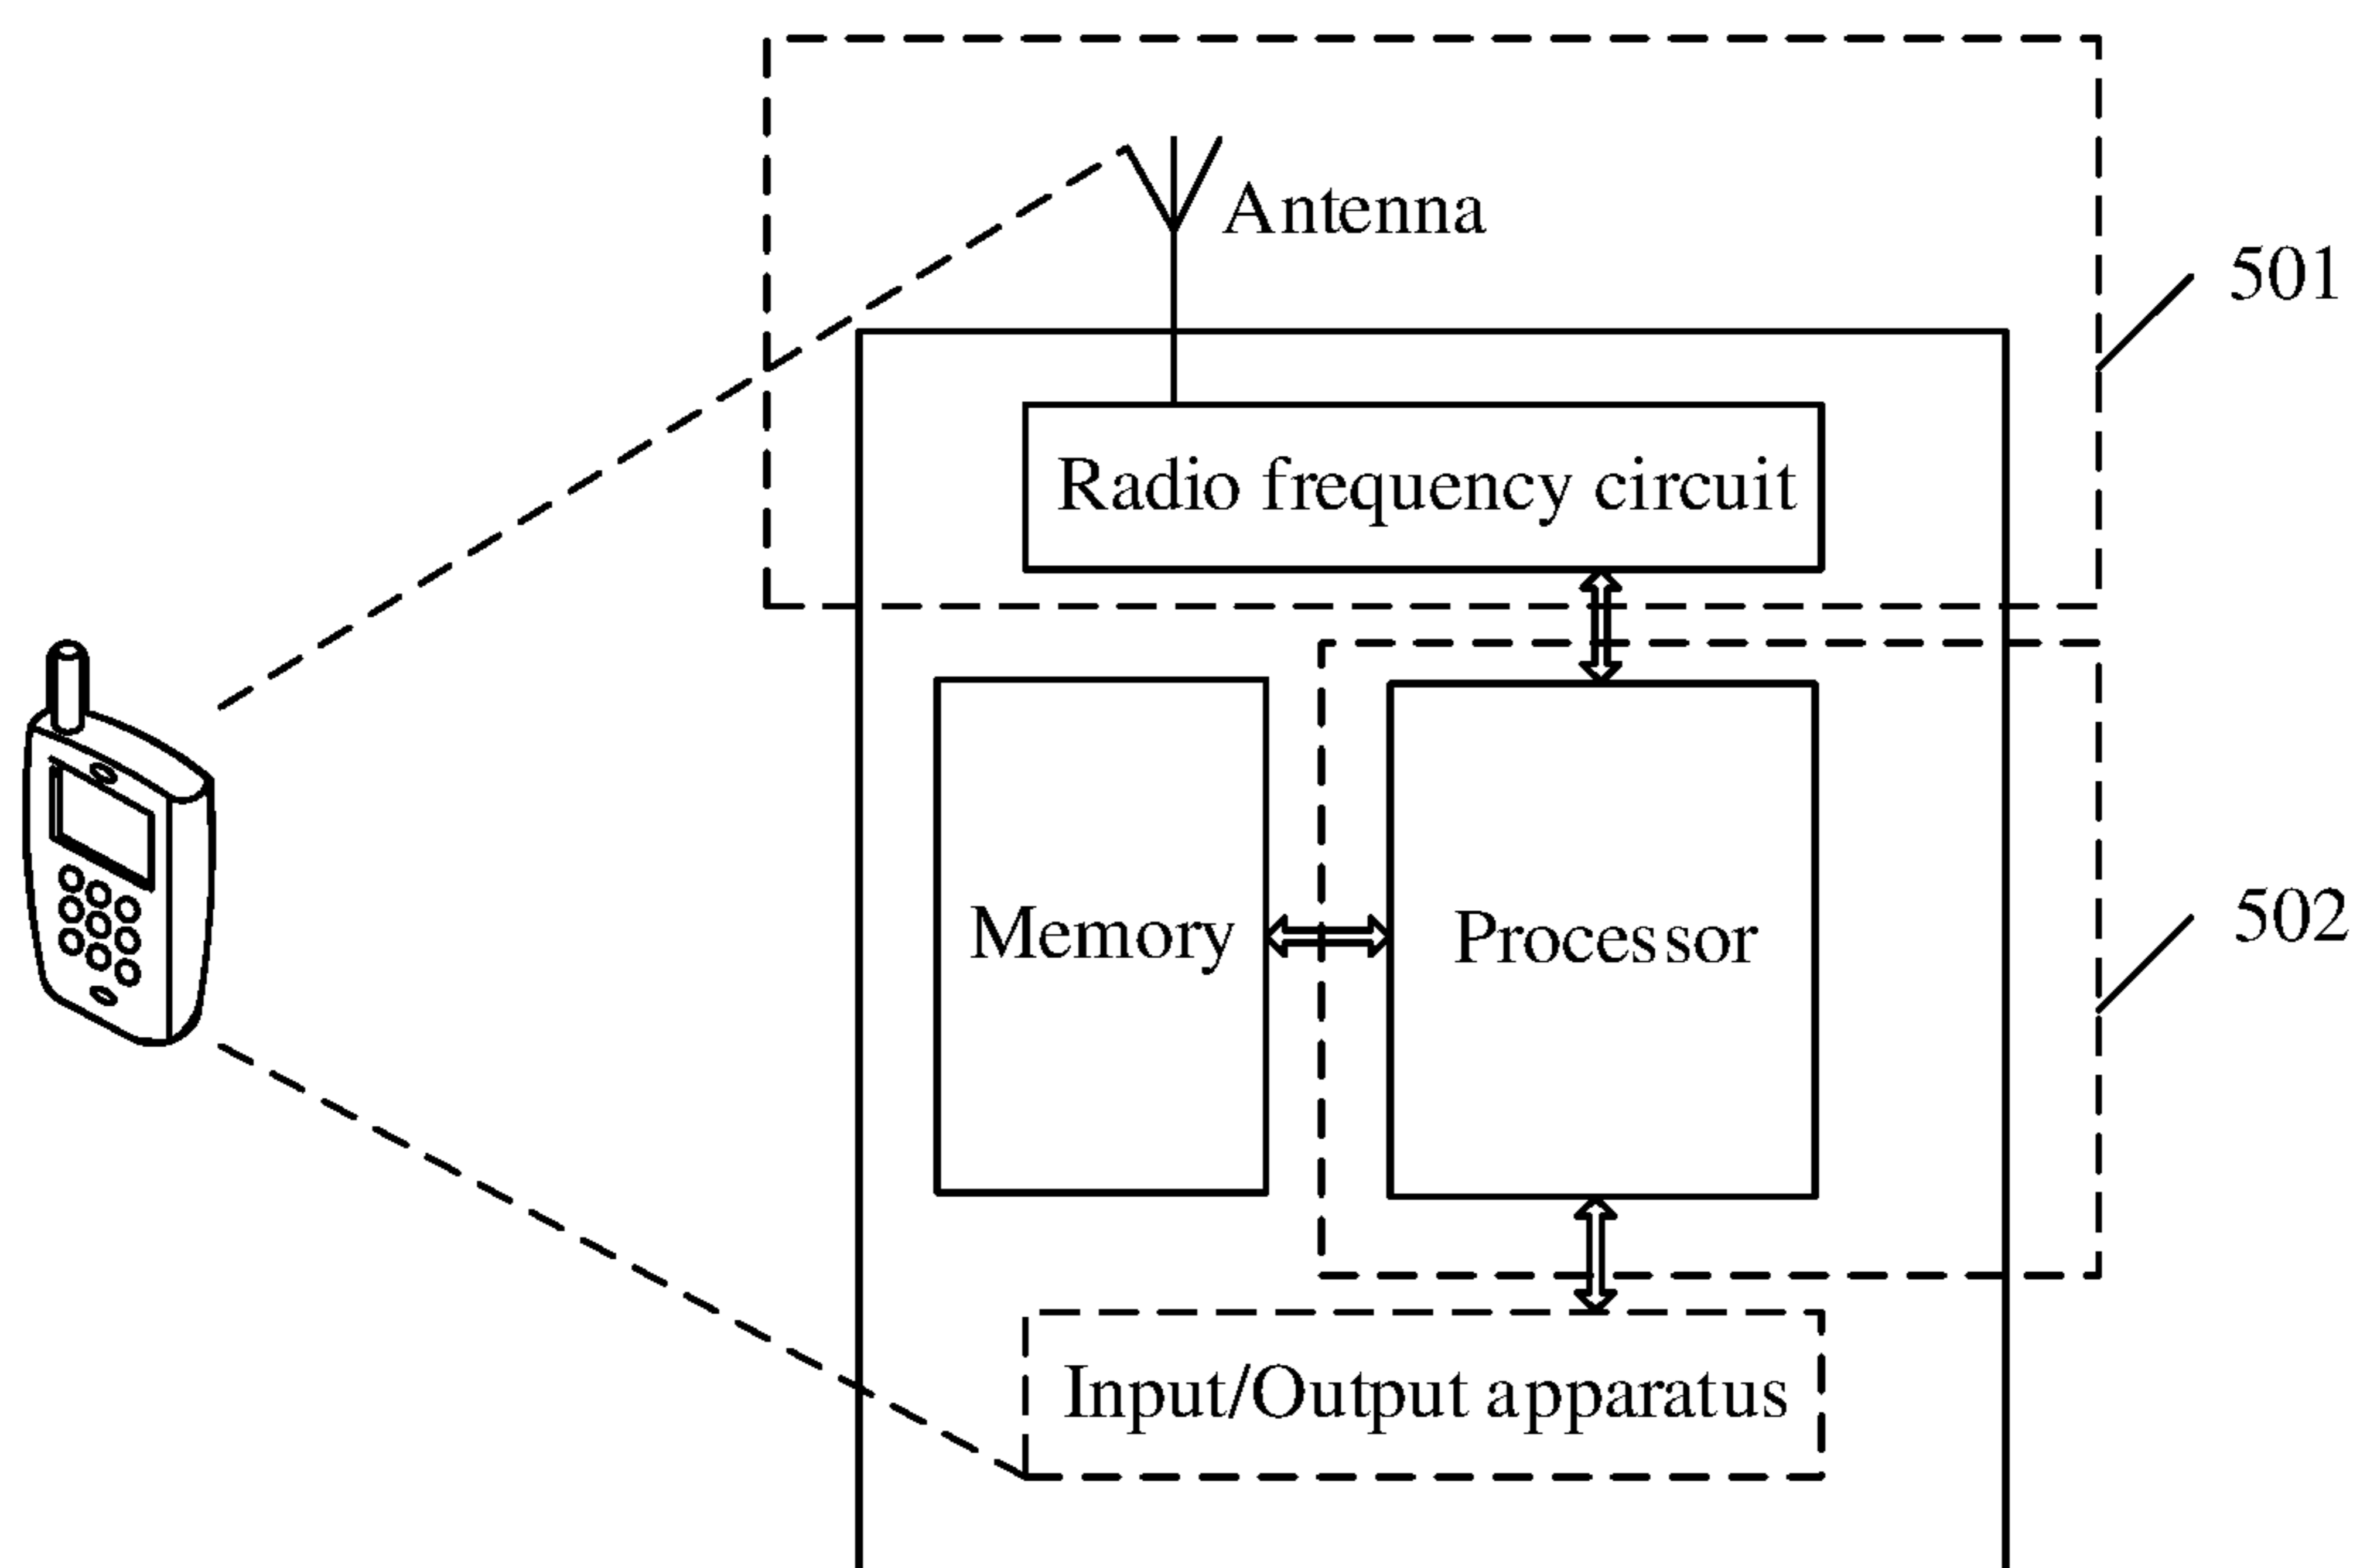 Antenna
501
Radio frequency circuit
Memory
Processor
502
Input/Output apparatus